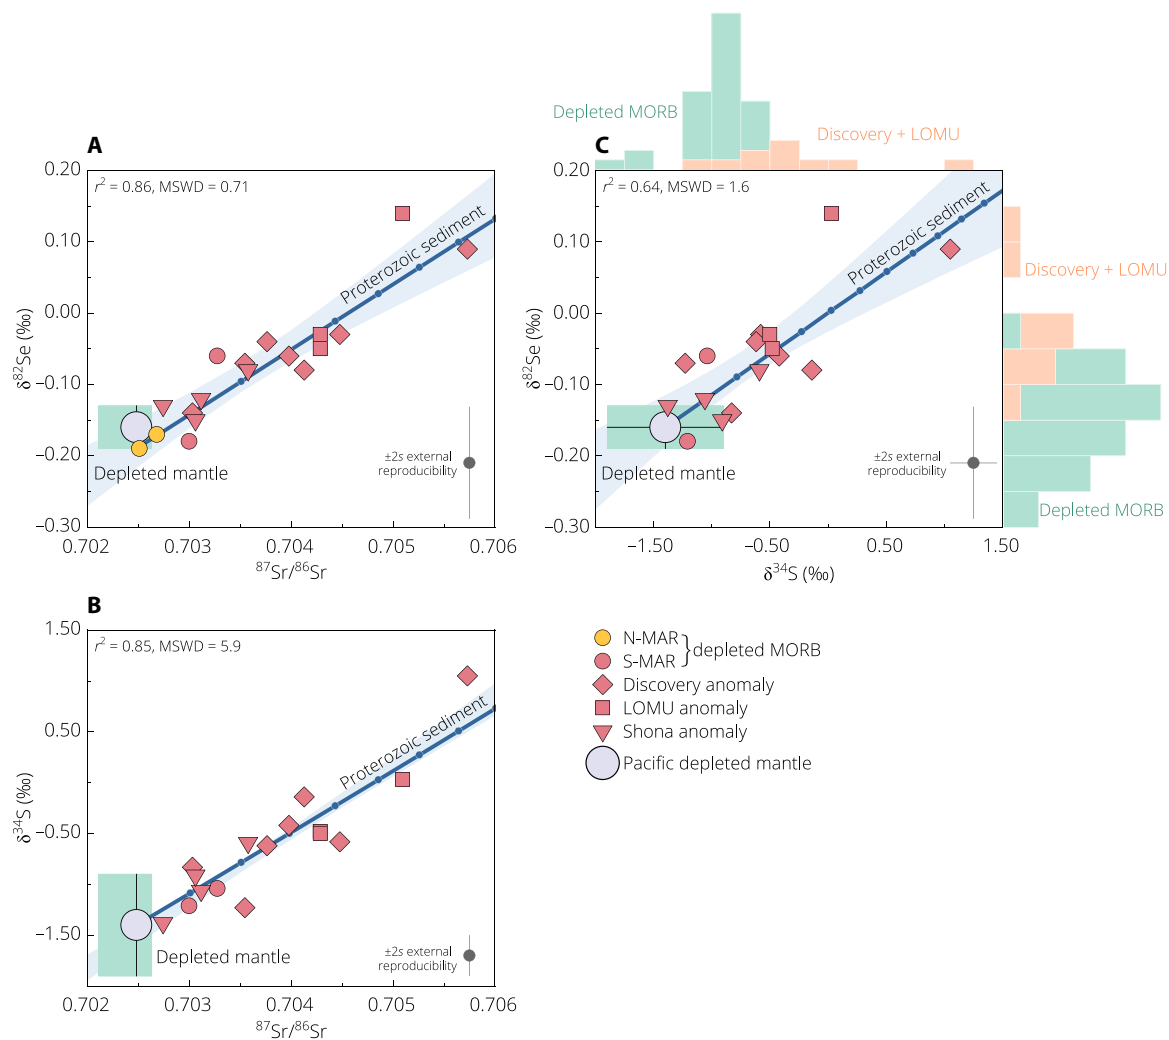 Depleted MORB
Discovery + LOMU
A
C
0.20
r² = 0.86, MSWD = 0.71
0.10
0.00
−0.10
−0.20
−0.30
δ⁸²Se (‰)
Proterozoic sediment
Depleted mantle
±2s external
reproducibility
0.702
0.703
0.704
0.705
0.706
⁸⁷Sr/⁸⁶Sr
0.20
r² = 0.64, MSWD = 1.6
0.10
0.00
−0.10
−0.20
−0.30
δ⁸²Se (‰)
Proterozoic sediment
Depleted mantle
±2s external
reproducibility
−1.50
−0.50
0.50
1.50
δ³⁴S (‰)
Discovery + LOMU
Depleted MORB
B
1.50
r² = 0.85, MSWD = 5.9
0.50
−0.50
−1.50
δ³⁴S (‰)
Proterozoic sediment
Depleted mantle
±2s external
reproducibility
0.702
0.703
0.704
0.705
0.706
⁸⁷Sr/⁸⁶Sr
N-MAR
S-MAR
depleted MORB
Discovery anomaly
LOMU anomaly
Shona anomaly
Pacific depleted mantle